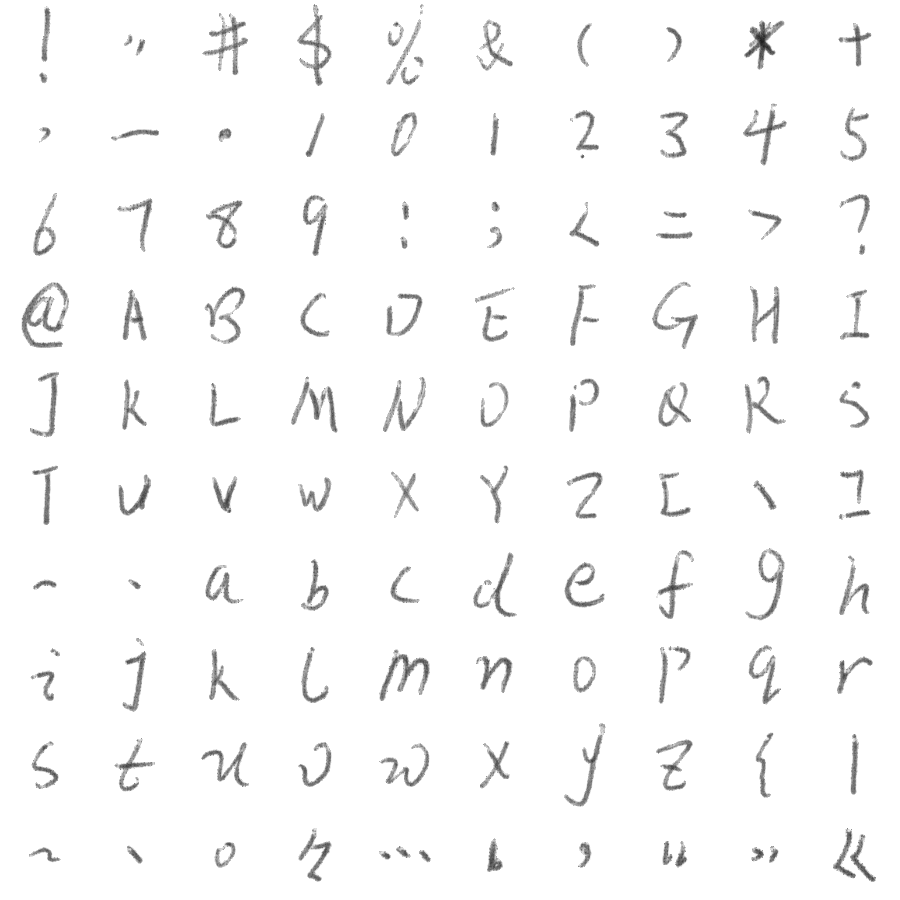 ! " # $ % & ( ) * +
, — · / 0 1 2 3 4 5
6 7 8 9 : ; < = > ?
@ A B C D E F G H I
J K L M N O P Q R S
T U V W X Y Z [ \ ]
^ ` a b c d e f g h
i j k l m n o p q r
s t u v w x y z { |
~ 、 。 … ‘ ’ “ ” 《